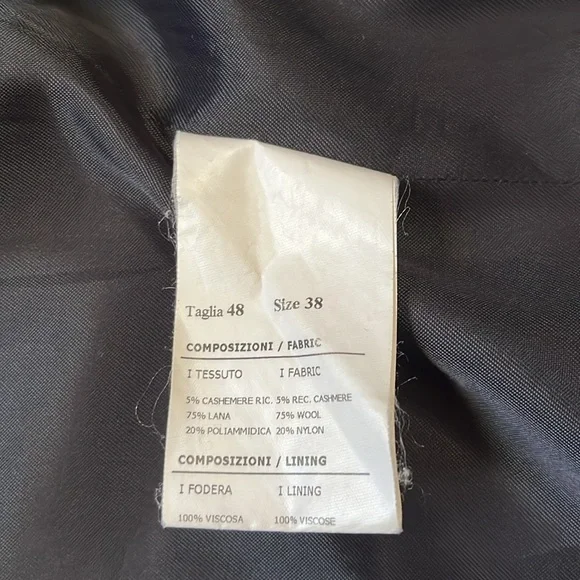 Taglia 48 Size 38
COMPOSIZIONI / FABRIC
I TESSUTO I FABRIC
5% CASHEMERE RIC. 5% REC. CASHMERE
75% LANA 75% WOOL
20% POLIAMMIDICA 20% NYLON
COMPOSIZIONI / LINING
I FODERA I LINING
100% VISCOSA 100% VISCOSE